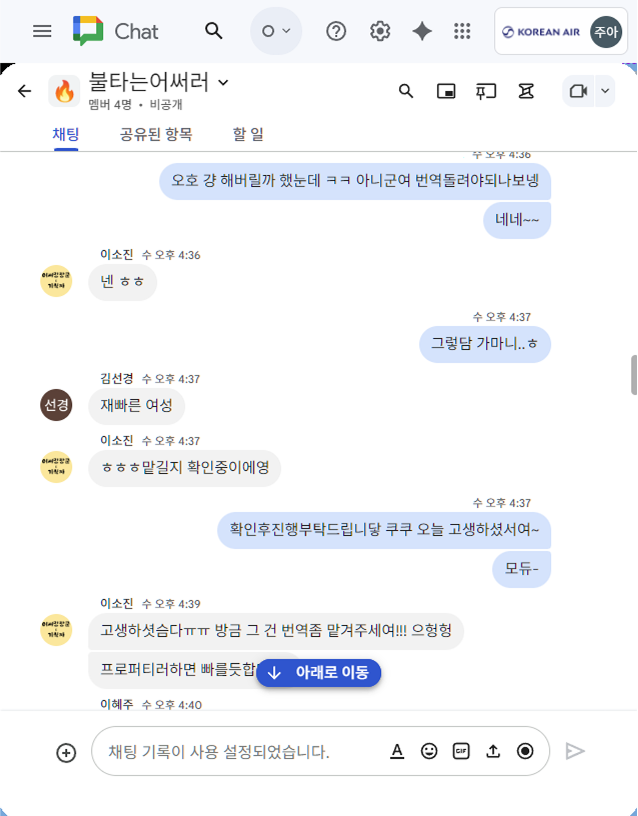 Chat
KOREAN AIR
주아
불타는어써러
멤버 4명 • 비공개
채팅
공유된 항목
할 일
수 오후 4:36
오호 걍 해버릴까 했눈데 ㅋㅋ 아니군여 번역돌려야되나보넹
네네~~
이소진 수 오후 4:36
넨 ㅎㅎ
수 오후 4:37
그렇담 가마니..ㅎ
김선경 수 오후 4:37
선경
재빠른 여성
이소진 수 오후 4:37
ㅎㅎㅎ맡길지 확인중이에영
수 오후 4:37
확인후진행부탁드립니닿 쿠쿠 오늘 고생하셨서여~
모듀-
이소진 수 오후 4:39
고생하셧슴다ㅠㅠ 방금 그 건 번역좀 맡겨주세여!!! 으헝헝
프로퍼티러하면 빠를듯합
아래로 이동
이혜주 수 오후 4:40
채팅 기록이 사용 설정되었습니다.
GIF